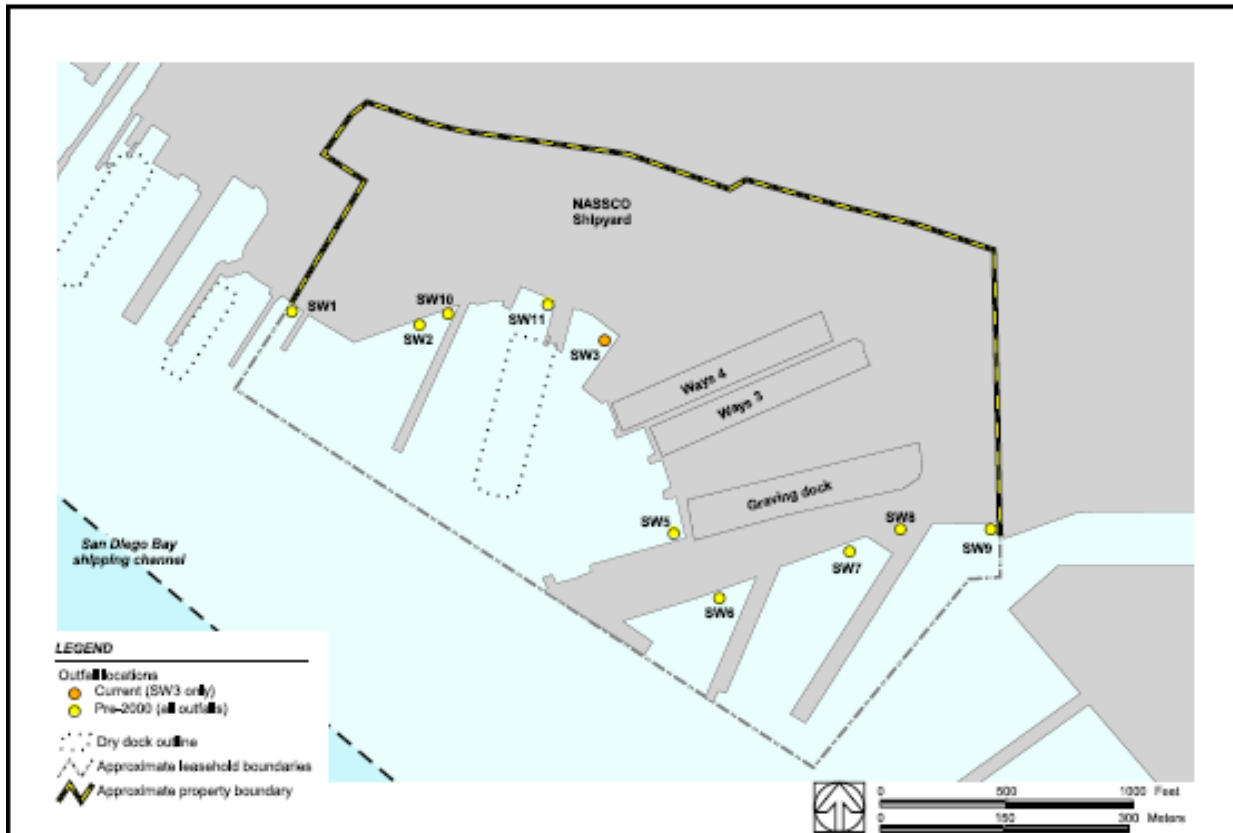 NASSCO
Shipyard
SW1
SW10
SW2
SW11
SW3
Ways 4
Ways 3
Graving dock
SW5
SW8
SW9
SW7
SW6
San Diego Bay
shipping channel
LEGEND
Outfall locations
Current (SW3 only)
Pre-2000 (all outfalls)
Dry dock outline
Approximate leasehold boundaries
Approximate property boundary
0 500 1000 Feet
0 150 300 Meters